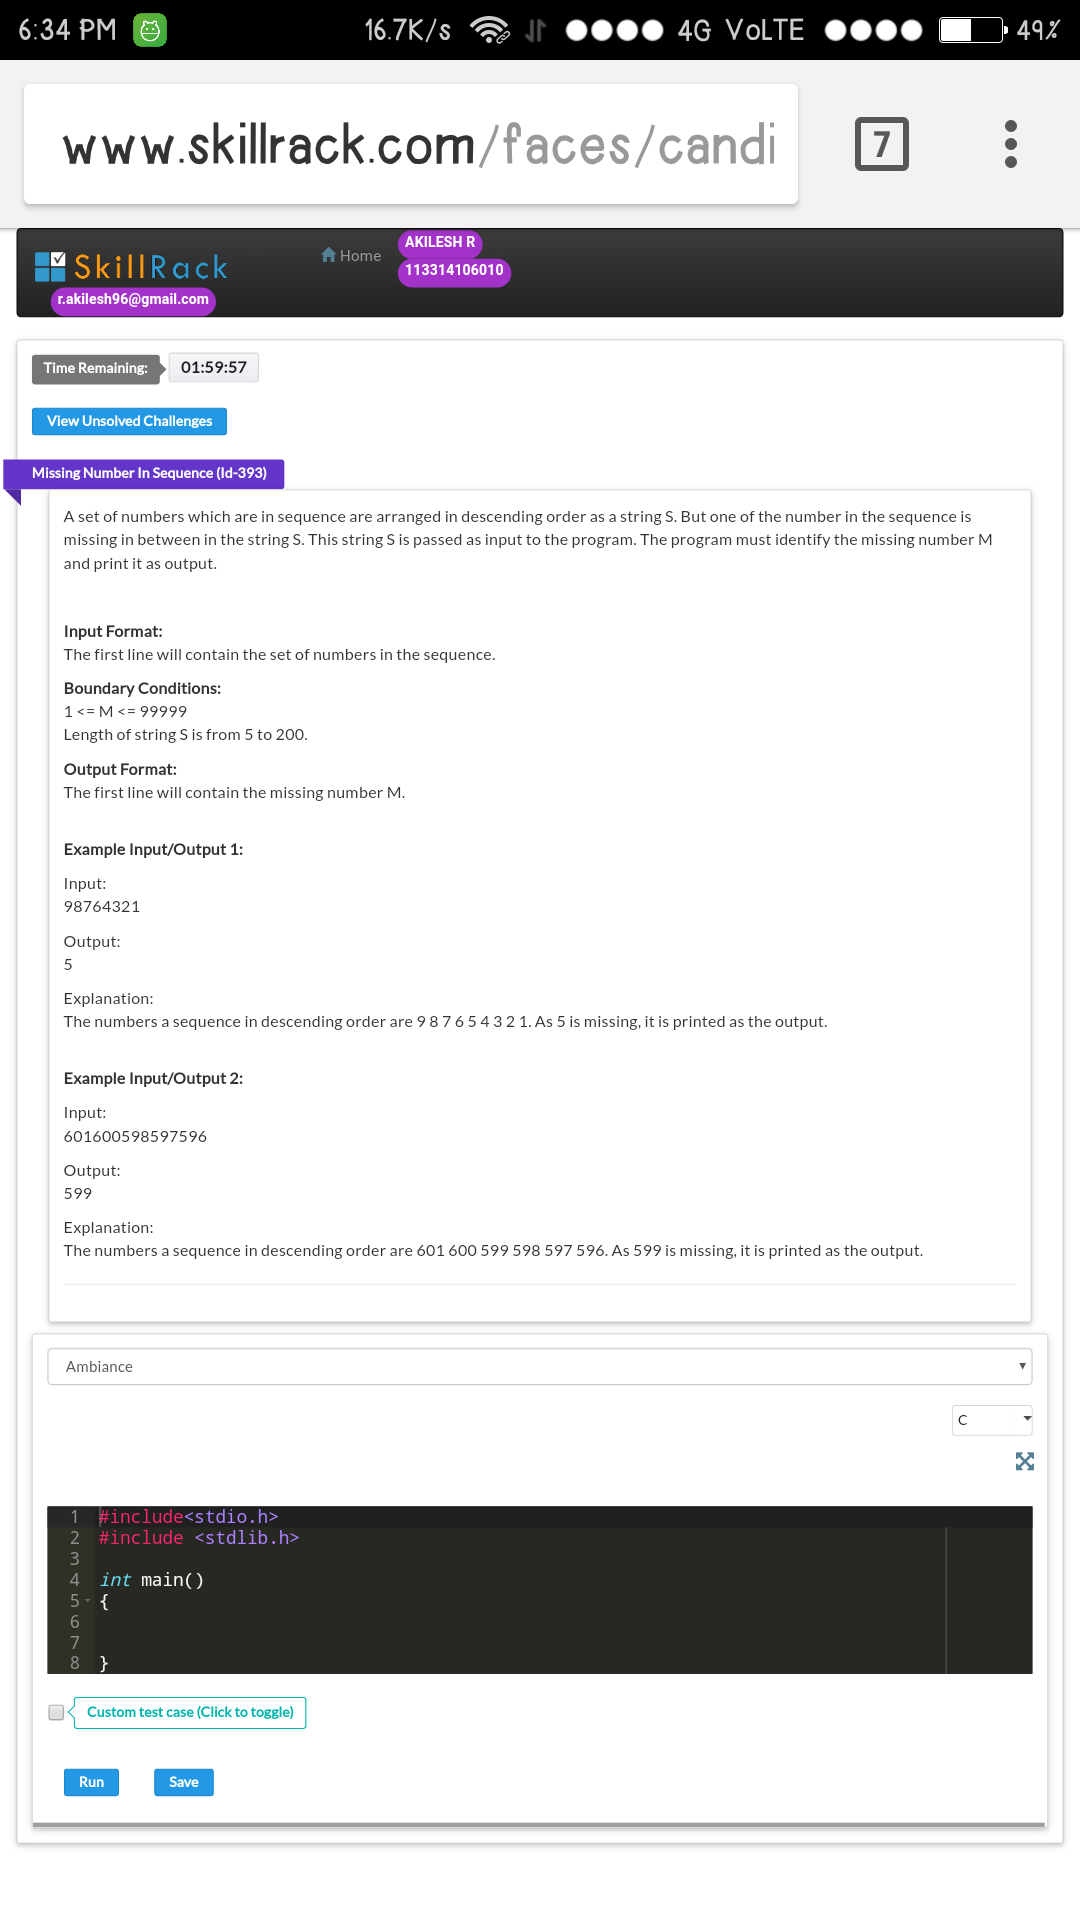 6:34 PM 16.7K/s 4G VoLTE 49%
www.skillrack.com/faces/candi
7
SkillRack
Home
AKILESH R
113314106010
r.akilesh96@gmail.com
Time Remaining: 01:59:57
View Unsolved Challenges
Missing Number In Sequence (Id-393)
A set of numbers which are in sequence are arranged in descending order as a string S. But one of the number in the sequence is
missing in between in the string S. This string S is passed as input to the program. The program must identify the missing number M
and print it as output.
Input Format:
The first line will contain the set of numbers in the sequence.
Boundary Conditions:
1 <= M <= 99999
Length of string S is from 5 to 200.
Output Format:
The first line will contain the missing number M.
Example Input/Output 1:
Input:
98764321
Output:
5
Explanation:
The numbers a sequence in descending order are 9 8 7 6 5 4 3 2 1. As 5 is missing, it is printed as the output.
Example Input/Output 2:
Input:
601600598597596
Output:
599
Explanation:
The numbers a sequence in descending order are 601 600 599 598 597 596. As 599 is missing, it is printed as the output.
Ambiance
C
1 #include<stdio.h>
2 #include <stdlib.h>
3
4 int main()
5 {
6
7
8 }
Custom test case (Click to toggle)
Run Save